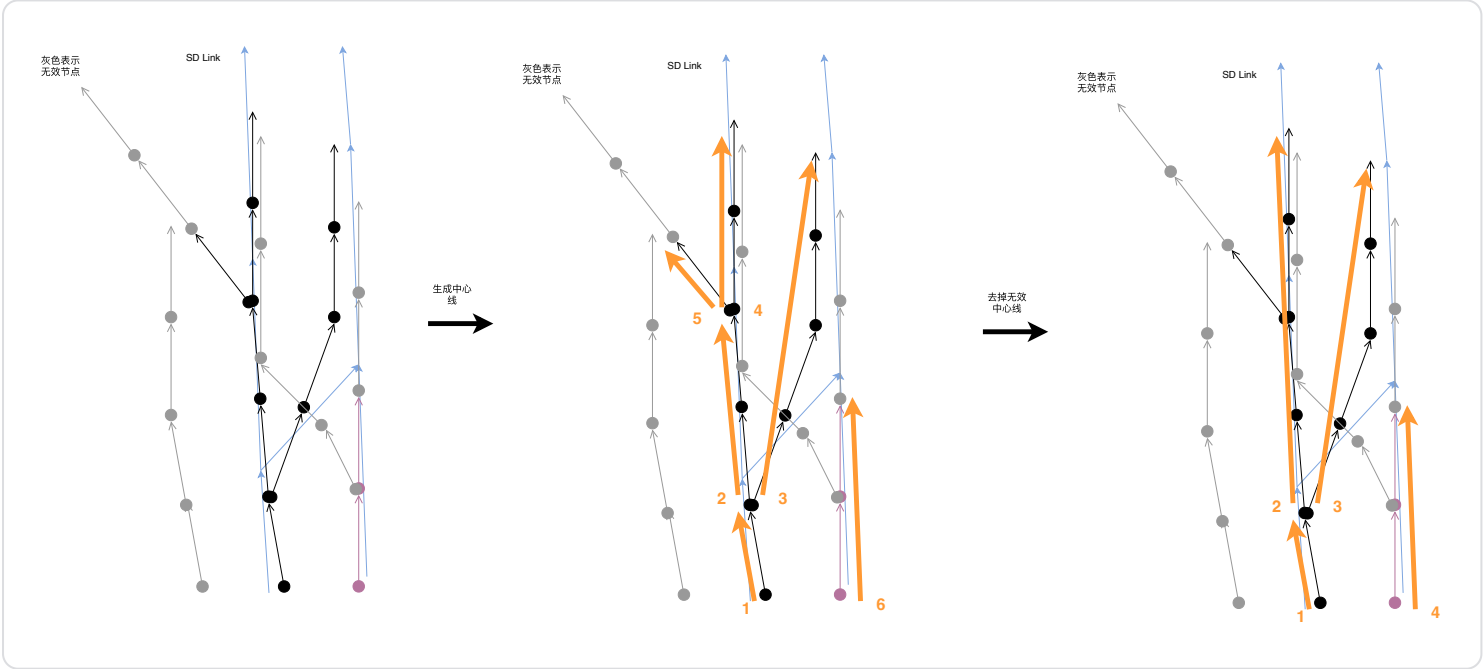 灰色表示
无效节点
SD Link
生成中心
线
灰色表示
无效节点
SD Link
5
4
2
3
1
6
去掉无效
中心线
灰色表示
无效节点
SD Link
2
3
1
4